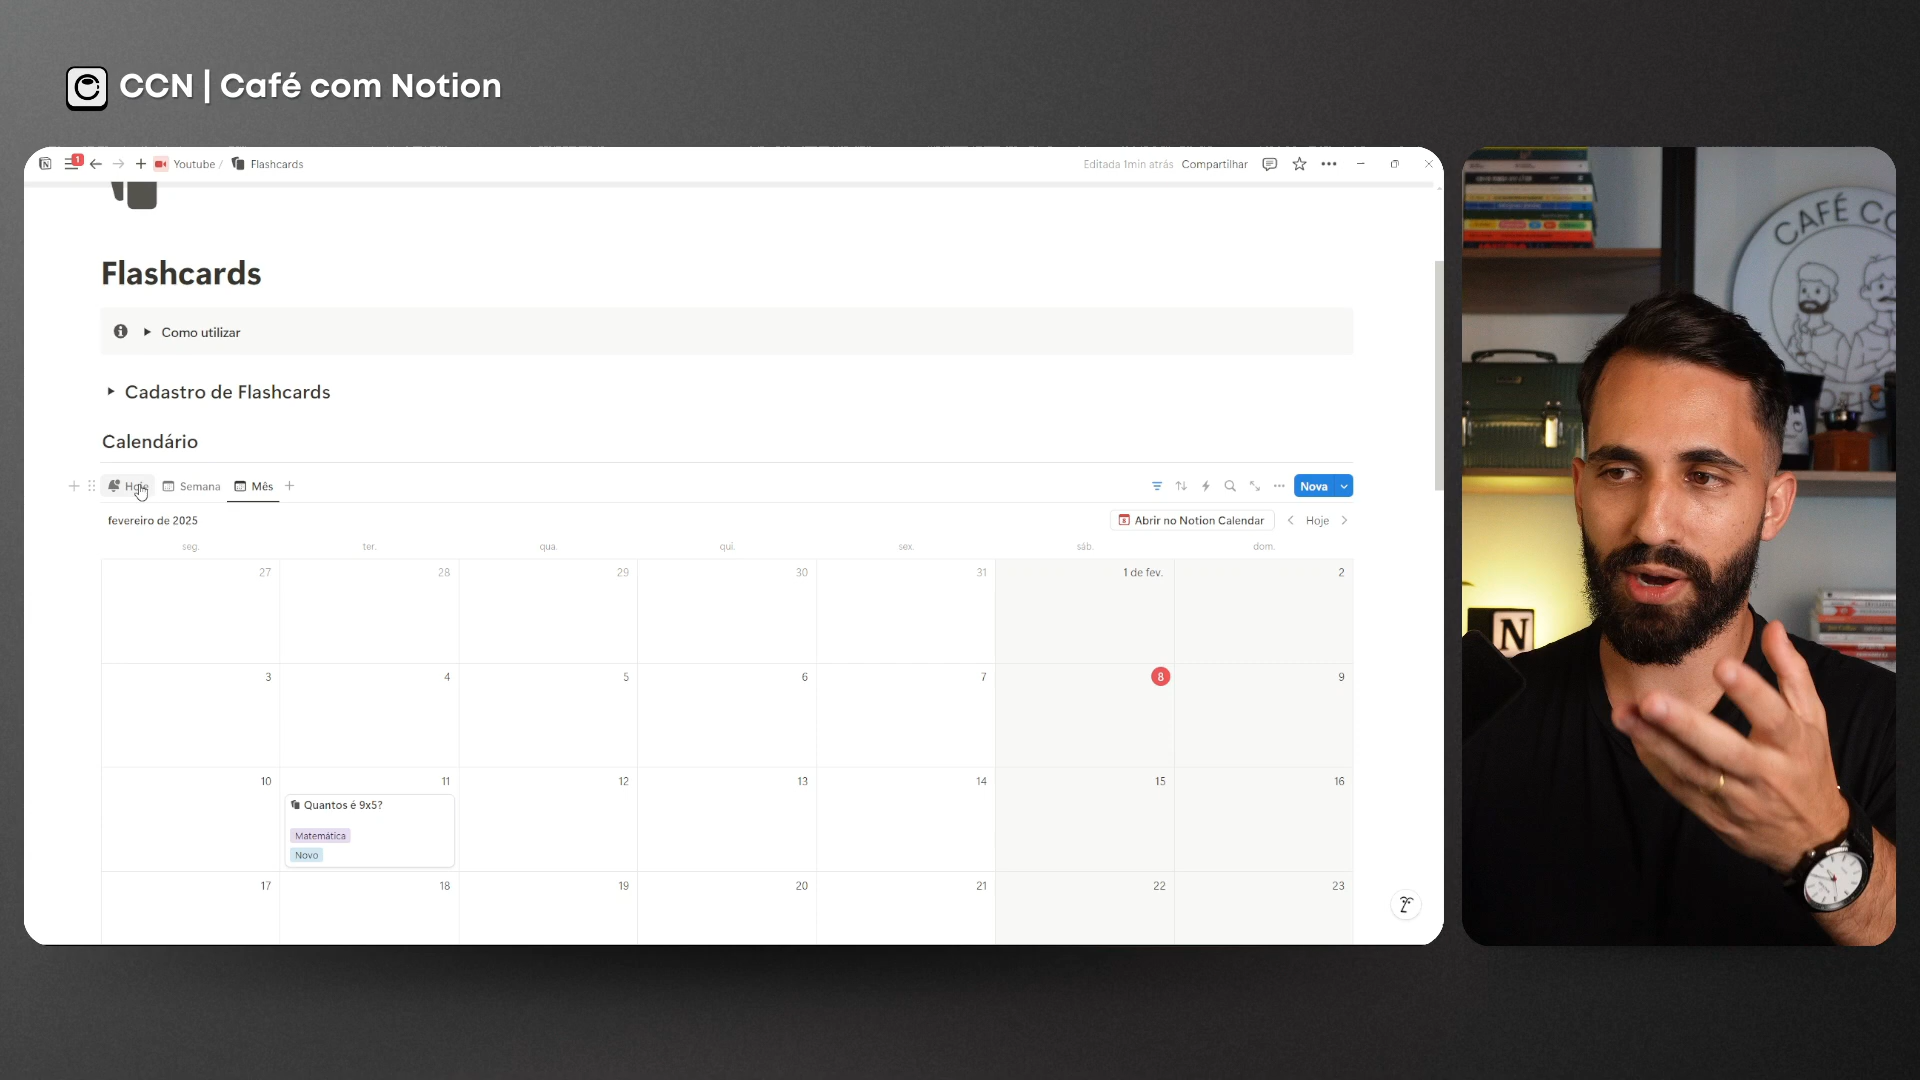 CCN | Café com Notion
1
Youtube / Flashcards
Editada 1min atrás Compartilhar
CAFÉ CO
Flashcards
Como utilizar
Cadastro de Flashcards
Calendário
Hoje Semana Mês
Nova
fevereiro de 2025
Abrir no Notion Calendar
Hoje
seg. ter. qua. qui. sex. sáb. dom.
27 28 29 30 31 1 de fev. 2
3 4 5 6 7 8 9
10 11 12 13 14 15 16
Quantos é 9x5?
Matemática
Novo
17 18 19 20 21 22 23
N